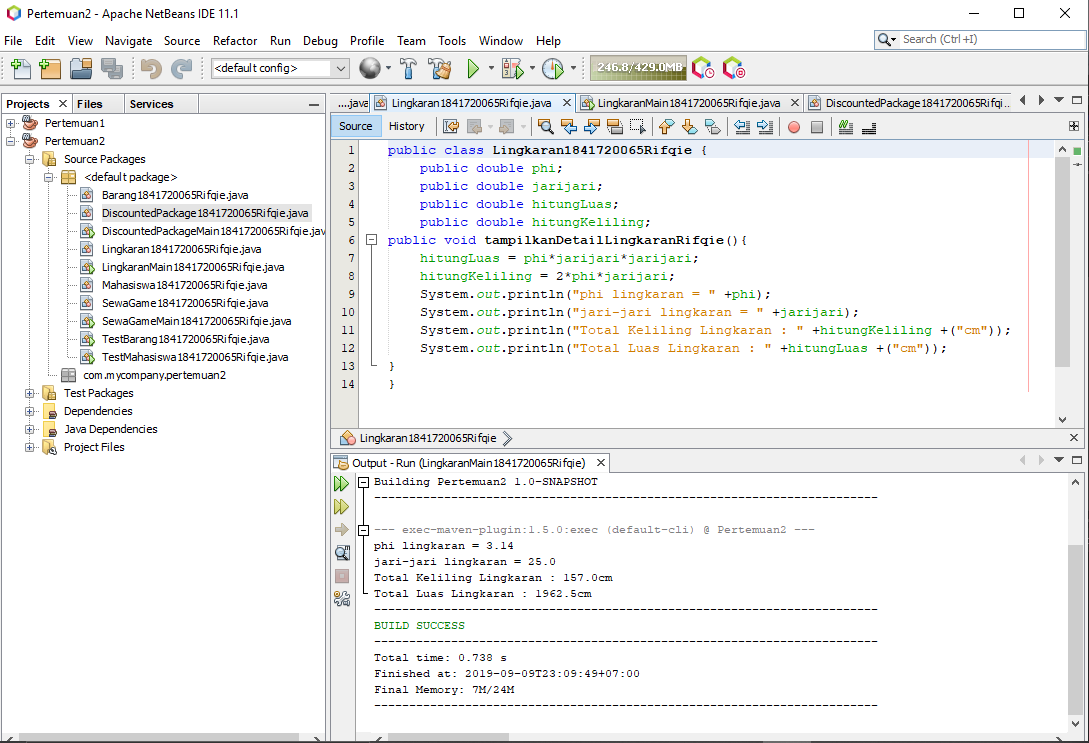 Pertemuan2 - Apache NetBeans IDE 11.1
File Edit View Navigate Source Refactor Run Debug Profile Team Tools Window Help
Search (Ctrl+I)
<default config>
246.8/429.0MB
Projects Files Services
Pertemuan1
Pertemuan2
Source Packages
<default package>
Barang1841720065Rifqie.java
DiscountedPackage1841720065Rifqie.java
DiscountedPackageMain1841720065Rifqie.jav
Lingkaran1841720065Rifqie.java
LingkaranMain1841720065Rifqie.java
Mahasiswa1841720065Rifqie.java
SewaGame1841720065Rifqie.java
SewaGameMain1841720065Rifqie.java
TestBarang1841720065Rifqie.java
TestMahasiswa1841720065Rifqie.java
com.mycompany.pertemuan2
Test Packages
Dependencies
Java Dependencies
Project Files
....java Lingkaran1841720065Rifqie.java LingkaranMain1841720065Rifqie.java DiscountedPackage1841720065Rifqi...
Source History
1 public class Lingkaran1841720065Rifqie {
2 public double phi;
3 public double jarijari;
4 public double hitungLuas;
5 public double hitungKeliling;
6 public void tampilkanDetailLingkaranRifqie(){
7 hitungLuas = phi*jarijari*jarijari;
8 hitungKeliling = 2*phi*jarijari;
9 System.out.println("phi lingkaran = " +phi);
10 System.out.println("jari-jari lingkaran = " +jarijari);
11 System.out.println("Total Keliling Lingkaran : " +hitungKeliling +("cm"));
12 System.out.println("Total Luas Lingkaran : " +hitungLuas +("cm"));
13 }
14 }
Lingkaran1841720065Rifqie
Output - Run (LingkaranMain1841720065Rifqie)
Building Pertemuan2 1.0-SNAPSHOT
------------------------------------------------------------------------
--- exec-maven-plugin:1.5.0:exec (default-cli) @ Pertemuan2 ---
phi lingkaran = 3.14
jari-jari lingkaran = 25.0
Total Keliling Lingkaran : 157.0cm
Total Luas Lingkaran : 1962.5cm
------------------------------------------------------------------------
BUILD SUCCESS
------------------------------------------------------------------------
Total time: 0.738 s
Finished at: 2019-09-09T23:09:49+07:00
Final Memory: 7M/24M
------------------------------------------------------------------------